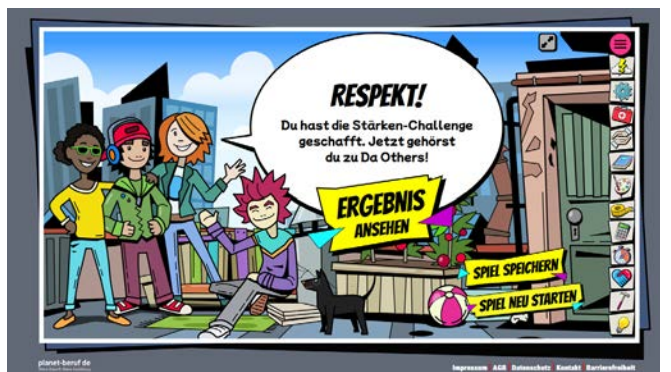 RESPEKT!
Du hast die Stärken-Challenge
geschafft. Jetzt gehörst
du zu Da Others!
ERGEBNIS
ANSEHEN
SPIEL SPEICHERN
SPIEL NEU STARTEN
planet-beruf.de
Impressum | AGB | Datenschutz | Kontakt | Barrierefreiheit